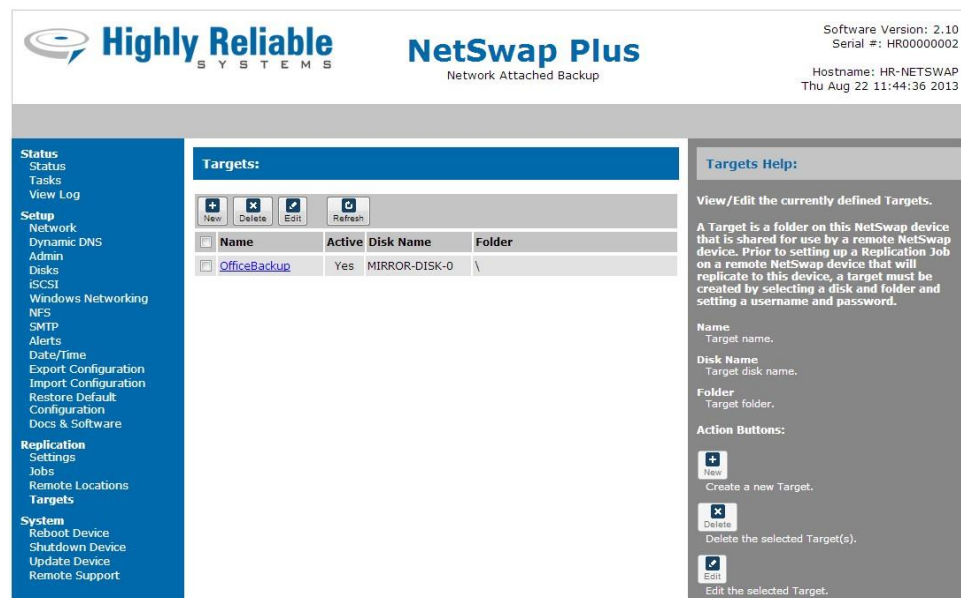 Highly Reliable
SYSTEMS
NetSwap Plus
Network Attached Backup
Software Version: 2.10
Serial #: HR00000002
Hostname: HR-NETSWAP
Thu Aug 22 11:44:36 2013
Status
Status
Tasks
View Log
Setup
Network
Dynamic DNS
Admin
Disks
iSCSI
Windows Networking
NFS
SMTP
Alerts
Date/Time
Export Configuration
Import Configuration
Restore Default
Configuration
Docs & Software
Replication
Settings
Jobs
Remote Locations
Targets
System
Reboot Device
Shutdown Device
Update Device
Remote Support
Targets:
New Delete Edit Refresh
Name Active Disk Name Folder
OfficeBackup Yes MIRROR-DISK-0 \
Targets Help:
View/Edit the currently defined Targets.
A Target is a folder on this NetSwap device
that is shared for use by a remote NetSwap
device. Prior to setting up a Replication Job
on a remote NetSwap device that will
replicate to this device, a target must be
created by selecting a disk and folder and
setting a username and password.
Name
Target name.
Disk Name
Target disk name.
Folder
Target folder.
Action Buttons:
New
Create a new Target.
Delete
Delete the selected Target(s).
Edit
Edit the selected Target.